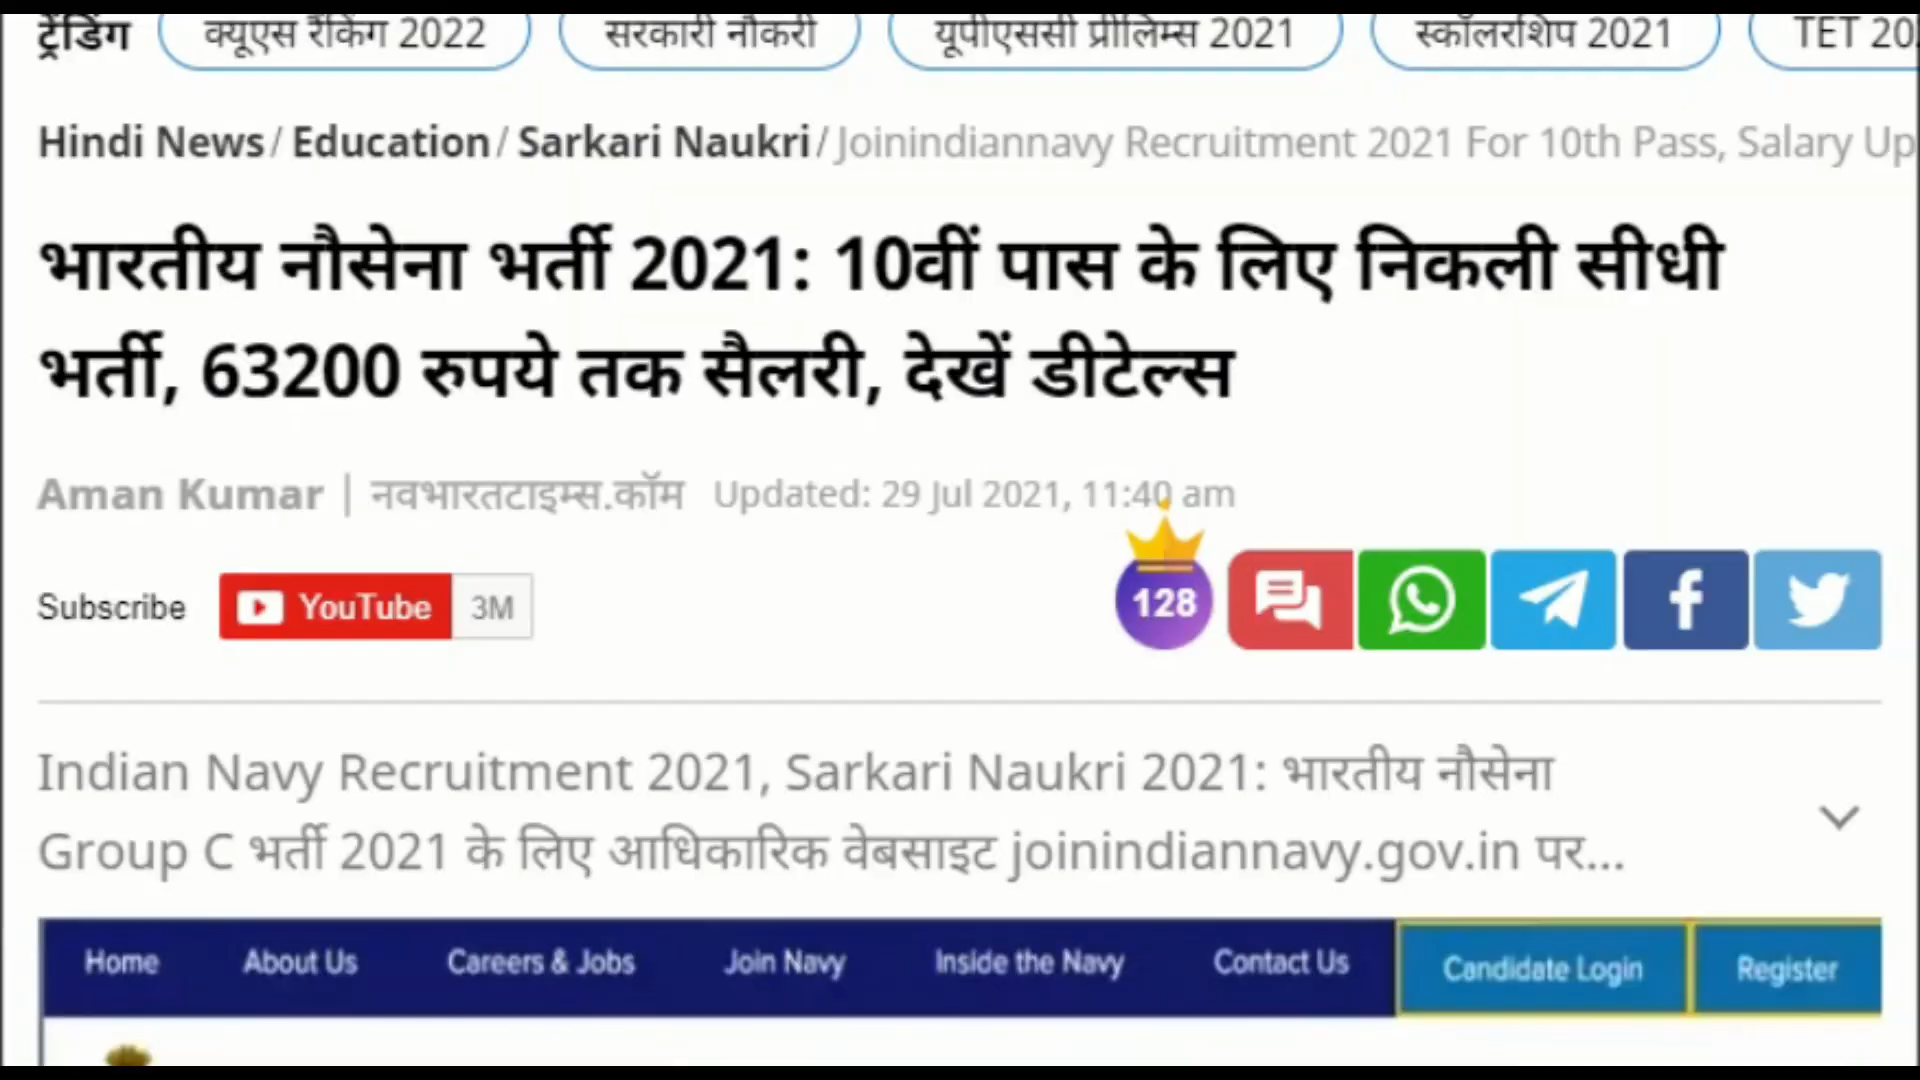 ट्रेंडिंग क्यूएस रैंकिंग 2022 सरकारी नौकरी यूपीएससी प्रीलिम्स 2021 स्कॉलरशिप 2021 TET 20
Hindi News/ Education/ Sarkari Naukri/ Joinindiannavy Recruitment 2021 For 10th Pass, Salary Up
भारतीय नौसेना भर्ती 2021: 10वीं पास के लिए निकली सीधी
भर्ती, 63200 रुपये तक सैलरी, देखें डीटेल्स
Aman Kumar | नवभारतटाइम्स.कॉम Updated: 29 Jul 2021, 11:40 am
Subscribe YouTube 3M 128
Indian Navy Recruitment 2021, Sarkari Naukri 2021: भारतीय नौसेना
Group C भर्ती 2021 के लिए आधिकारिक वेबसाइट joinindiannavy.gov.in पर...
Home About Us Careers & Jobs Join Navy Inside the Navy Contact Us Candidate Login Register